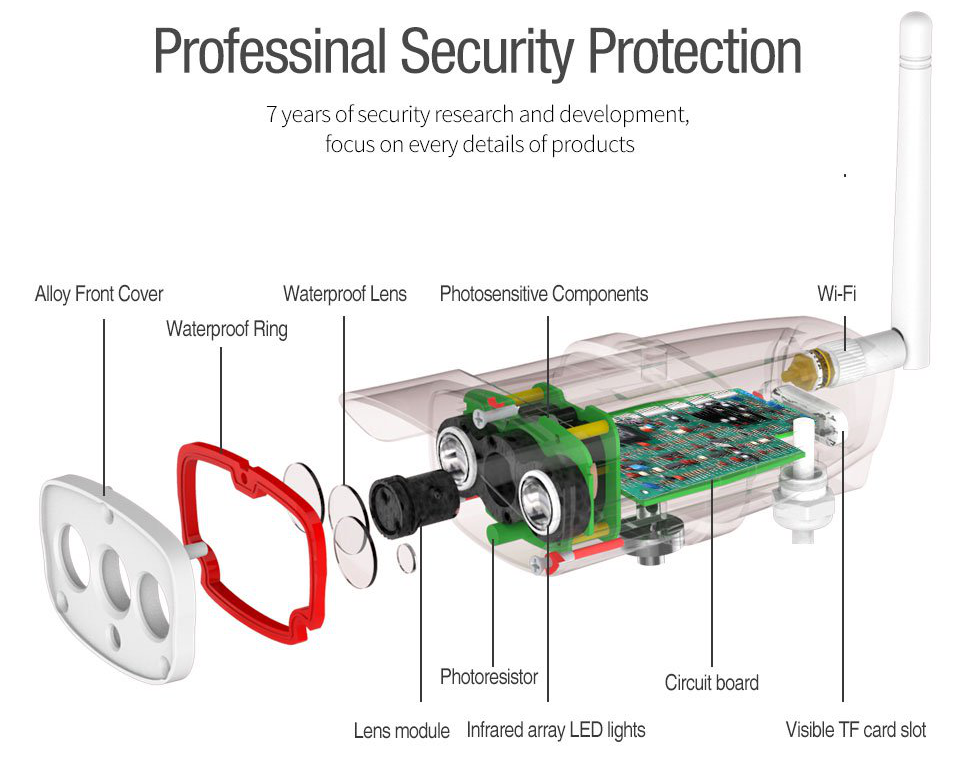 Professinal Security Protection
7 years of security research and development,
focus on every details of products
Alloy Front Cover
Waterproof Lens
Photosensitive Components
Wi-Fi
Waterproof Ring
Photoresistor
Circuit board
Lens module
Infrared array LED lights
Visible TF card slot